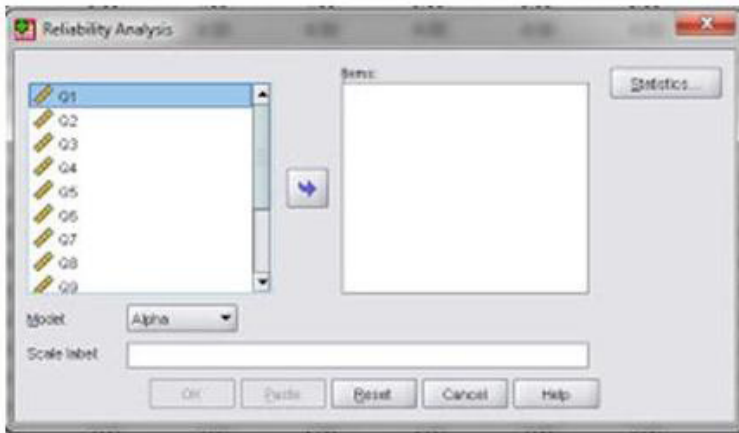 Reliability Analysis
Items:
Statistics...
Q1
Q2
Q3
Q4
Q5
Q6
Q7
Q8
Q9
Model:
Alpha
Scale label:
OK
Paste
Reset
Cancel
Help